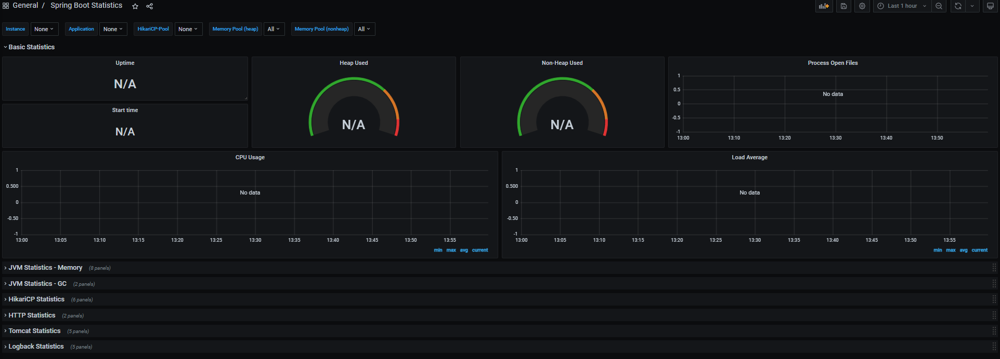 General / Spring Boot Statistics
Last 1 hour
Instance None Application None HikariCP-Pool None Memory Pool (heap) All Memory Pool (nonheap) All
Basic Statistics
Uptime
N/A
Start time
N/A
Heap Used
N/A
Non-Heap Used
N/A
Process Open Files
1
0.5
0
-0.5
-1
No data
13:00 13:10 13:20 13:30 13:40 13:50
CPU Usage
1
0.500
0
-0.50
-1
No data
13:00 13:05 13:10 13:15 13:20 13:25 13:30 13:35 13:40 13:45 13:50 13:55
min max avg current
Load Average
1
0.500
0
-0.50
-1
No data
13:00 13:05 13:10 13:15 13:20 13:25 13:30 13:35 13:40 13:45 13:50 13:55
min max avg current
JVM Statistics - Memory (8 panels)
JVM Statistics - GC (2 panels)
HikariCP Statistics (6 panels)
HTTP Statistics (2 panels)
Tomcat Statistics (5 panels)
Logback Statistics (5 panels)